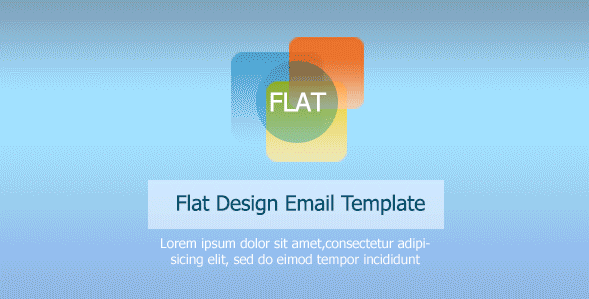 FLAT
Flat Design Email Template
Lorem ipsum dolor sit amet,consectetur adipi-
sicing elit, sed do eimod tempor incididunt